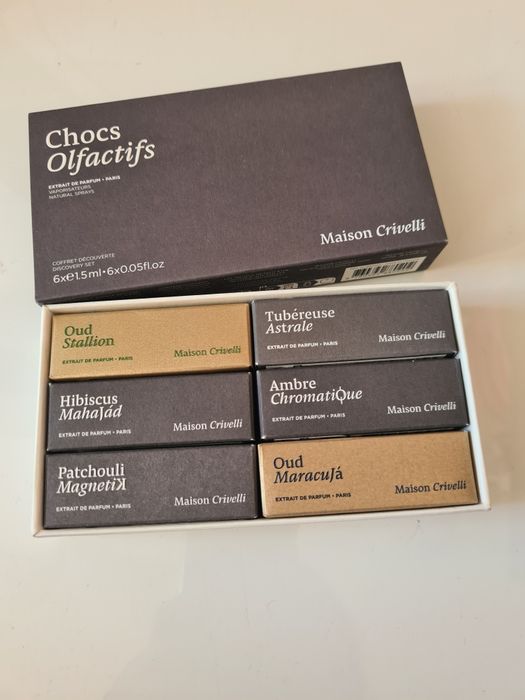 Chocs
Olfactifs
EXTRAIT DE PARFUM • PARIS
VAPORISATEURS
NATURAL SPRAYS
Maison Crivelli
COFFRET DÉCOUVERTE
DISCOVERY SET
6x℮1.5ml•6x0.05fl.oz
Oud
Stallion
EXTRAIT DE PARFUM • PARIS
Maison Crivelli
Tubéreuse
Astrale
EXTRAIT DE PARFUM • PARIS
Maison Crivelli
Hibiscus
MahaJád
EXTRAIT DE PARFUM • PARIS
Maison Crivelli
Ambre
ChromatiQue
EXTRAIT DE PARFUM • PARIS
Maison Crivelli
Patchouli
MagnetiK
EXTRAIT DE PARFUM • PARIS
Maison Crivelli
Oud
MaracuJá
EXTRAIT DE PARFUM • PARIS
Maison Crivelli